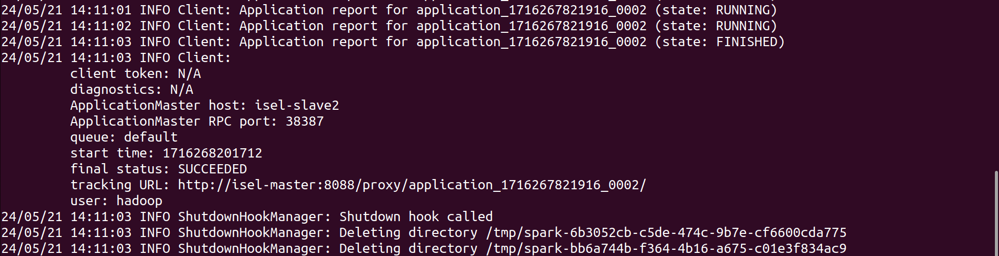 24/05/21 14:11:01 INFO Client: Application report for application_1716267821916_0002 (state: RUNNING)
24/05/21 14:11:02 INFO Client: Application report for application_1716267821916_0002 (state: RUNNING)
24/05/21 14:11:03 INFO Client: Application report for application_1716267821916_0002 (state: FINISHED)
24/05/21 14:11:03 INFO Client:
client token: N/A
diagnostics: N/A
ApplicationMaster host: isel-slave2
ApplicationMaster RPC port: 38387
queue: default
start time: 1716268201712
final status: SUCCEEDED
tracking URL: http://isel-master:8088/proxy/application_1716267821916_0002/
user: hadoop
24/05/21 14:11:03 INFO ShutdownHookManager: Shutdown hook called
24/05/21 14:11:03 INFO ShutdownHookManager: Deleting directory /tmp/spark-6b3052cb-c5de-474c-9b7e-cf6600cda775
24/05/21 14:11:03 INFO ShutdownHookManager: Deleting directory /tmp/spark-bb6a744b-f364-4b16-a675-c01e3f834ac9